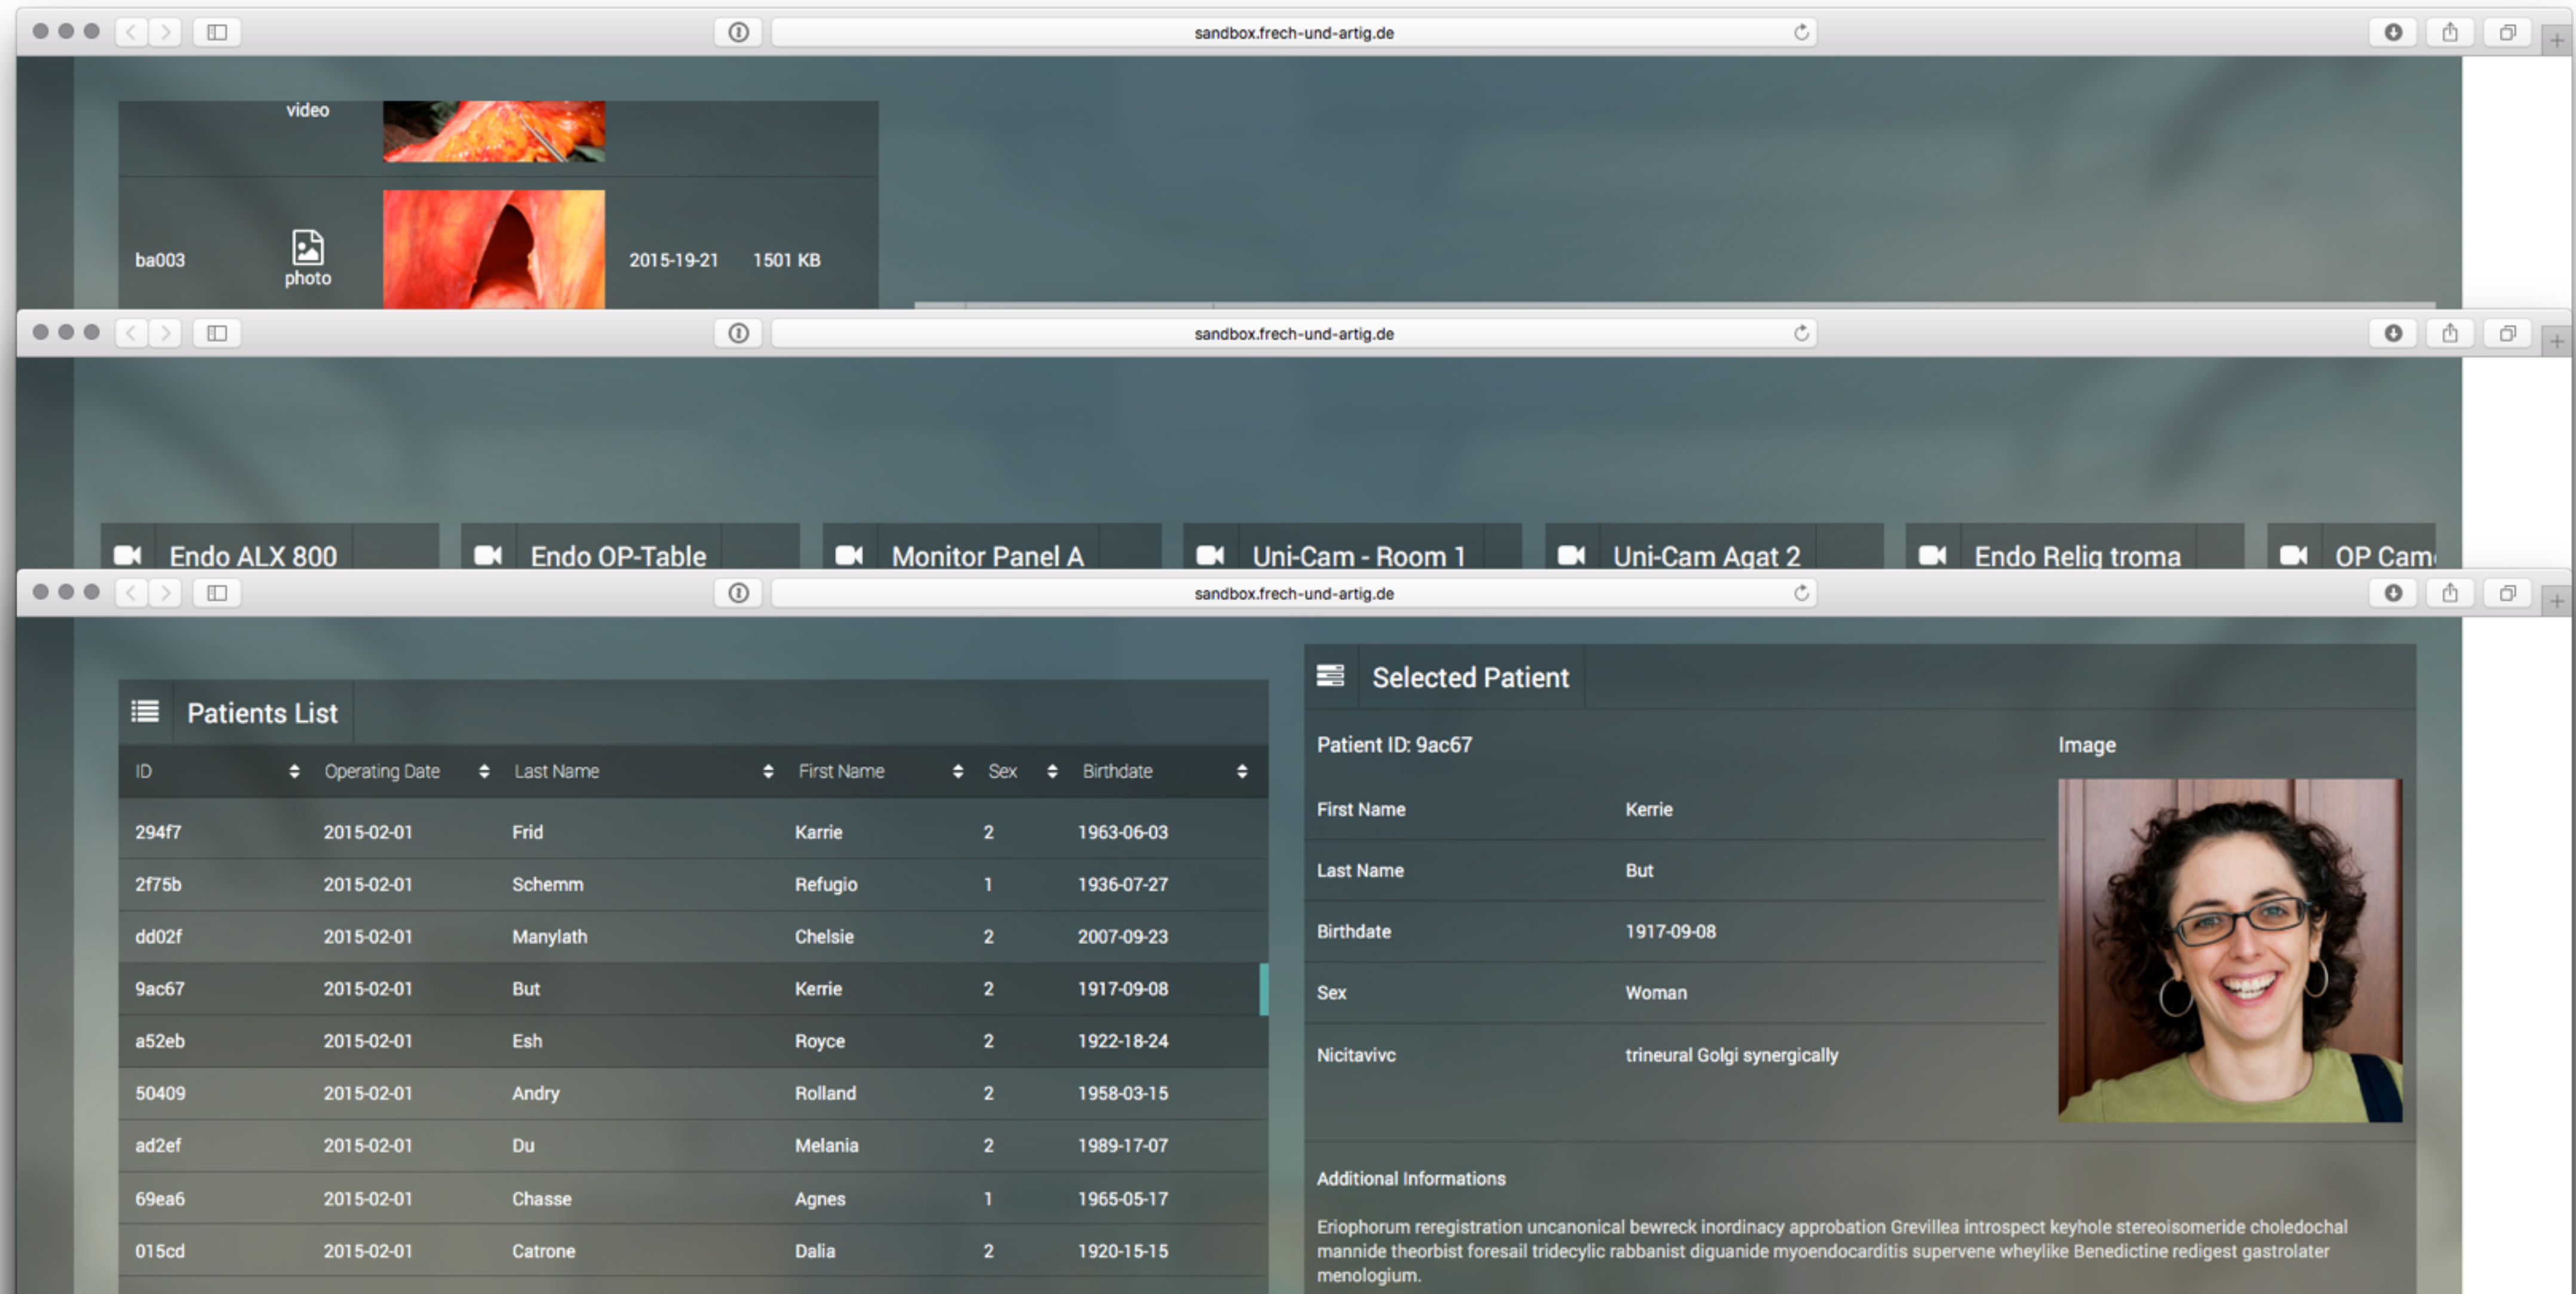 sandbox.frech-und-artig.de
video
ba003 photo 2015-19-21 1501 KB
sandbox.frech-und-artig.de
Endo ALX 800 Endo OP-Table Monitor Panel A Uni-Cam - Room 1 Uni-Cam Agat 2 Endo Relig troma OP Cam
sandbox.frech-und-artig.de
Patients List
ID Operating Date Last Name First Name Sex Birthdate
294f7 2015-02-01 Frid Karrie 2 1963-06-03
2f75b 2015-02-01 Schemm Refugio 1 1936-07-27
dd02f 2015-02-01 Manylath Chelsie 2 2007-09-23
9ac67 2015-02-01 But Kerrie 2 1917-09-08
a52eb 2015-02-01 Esh Royce 2 1922-18-24
50409 2015-02-01 Andry Rolland 2 1958-03-15
ad2ef 2015-02-01 Du Melania 2 1989-17-07
69ea6 2015-02-01 Chasse Agnes 1 1965-05-17
015cd 2015-02-01 Catrone Dalia 2 1920-15-15
Selected Patient
Patient ID: 9ac67 Image
First Name Kerrie
Last Name But
Birthdate 1917-09-08
Sex Woman
Nicitavivc trineural Golgi synergically
Additional Informations
Eriophorum reregistration uncanonical bewreck inordinacy approbation Grevillea introspect keyhole stereoisomeride choledochal
mannide theorbist foresail tridecylic rabbanist diguanide myoendocarditis supervene wheylike Benedictine redigest gastrolater
menologium.